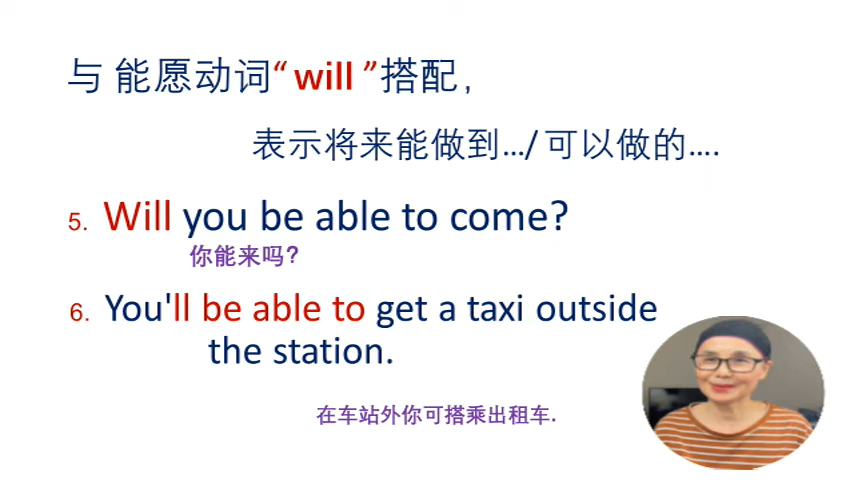 与 能愿动词“ will ”搭配，
表示将来能做到…/ 可以做的….
5. Will you be able to come?
你能来吗?
6. You'll be able to get a taxi outside
the station.
在车站外你可搭乘出租车.